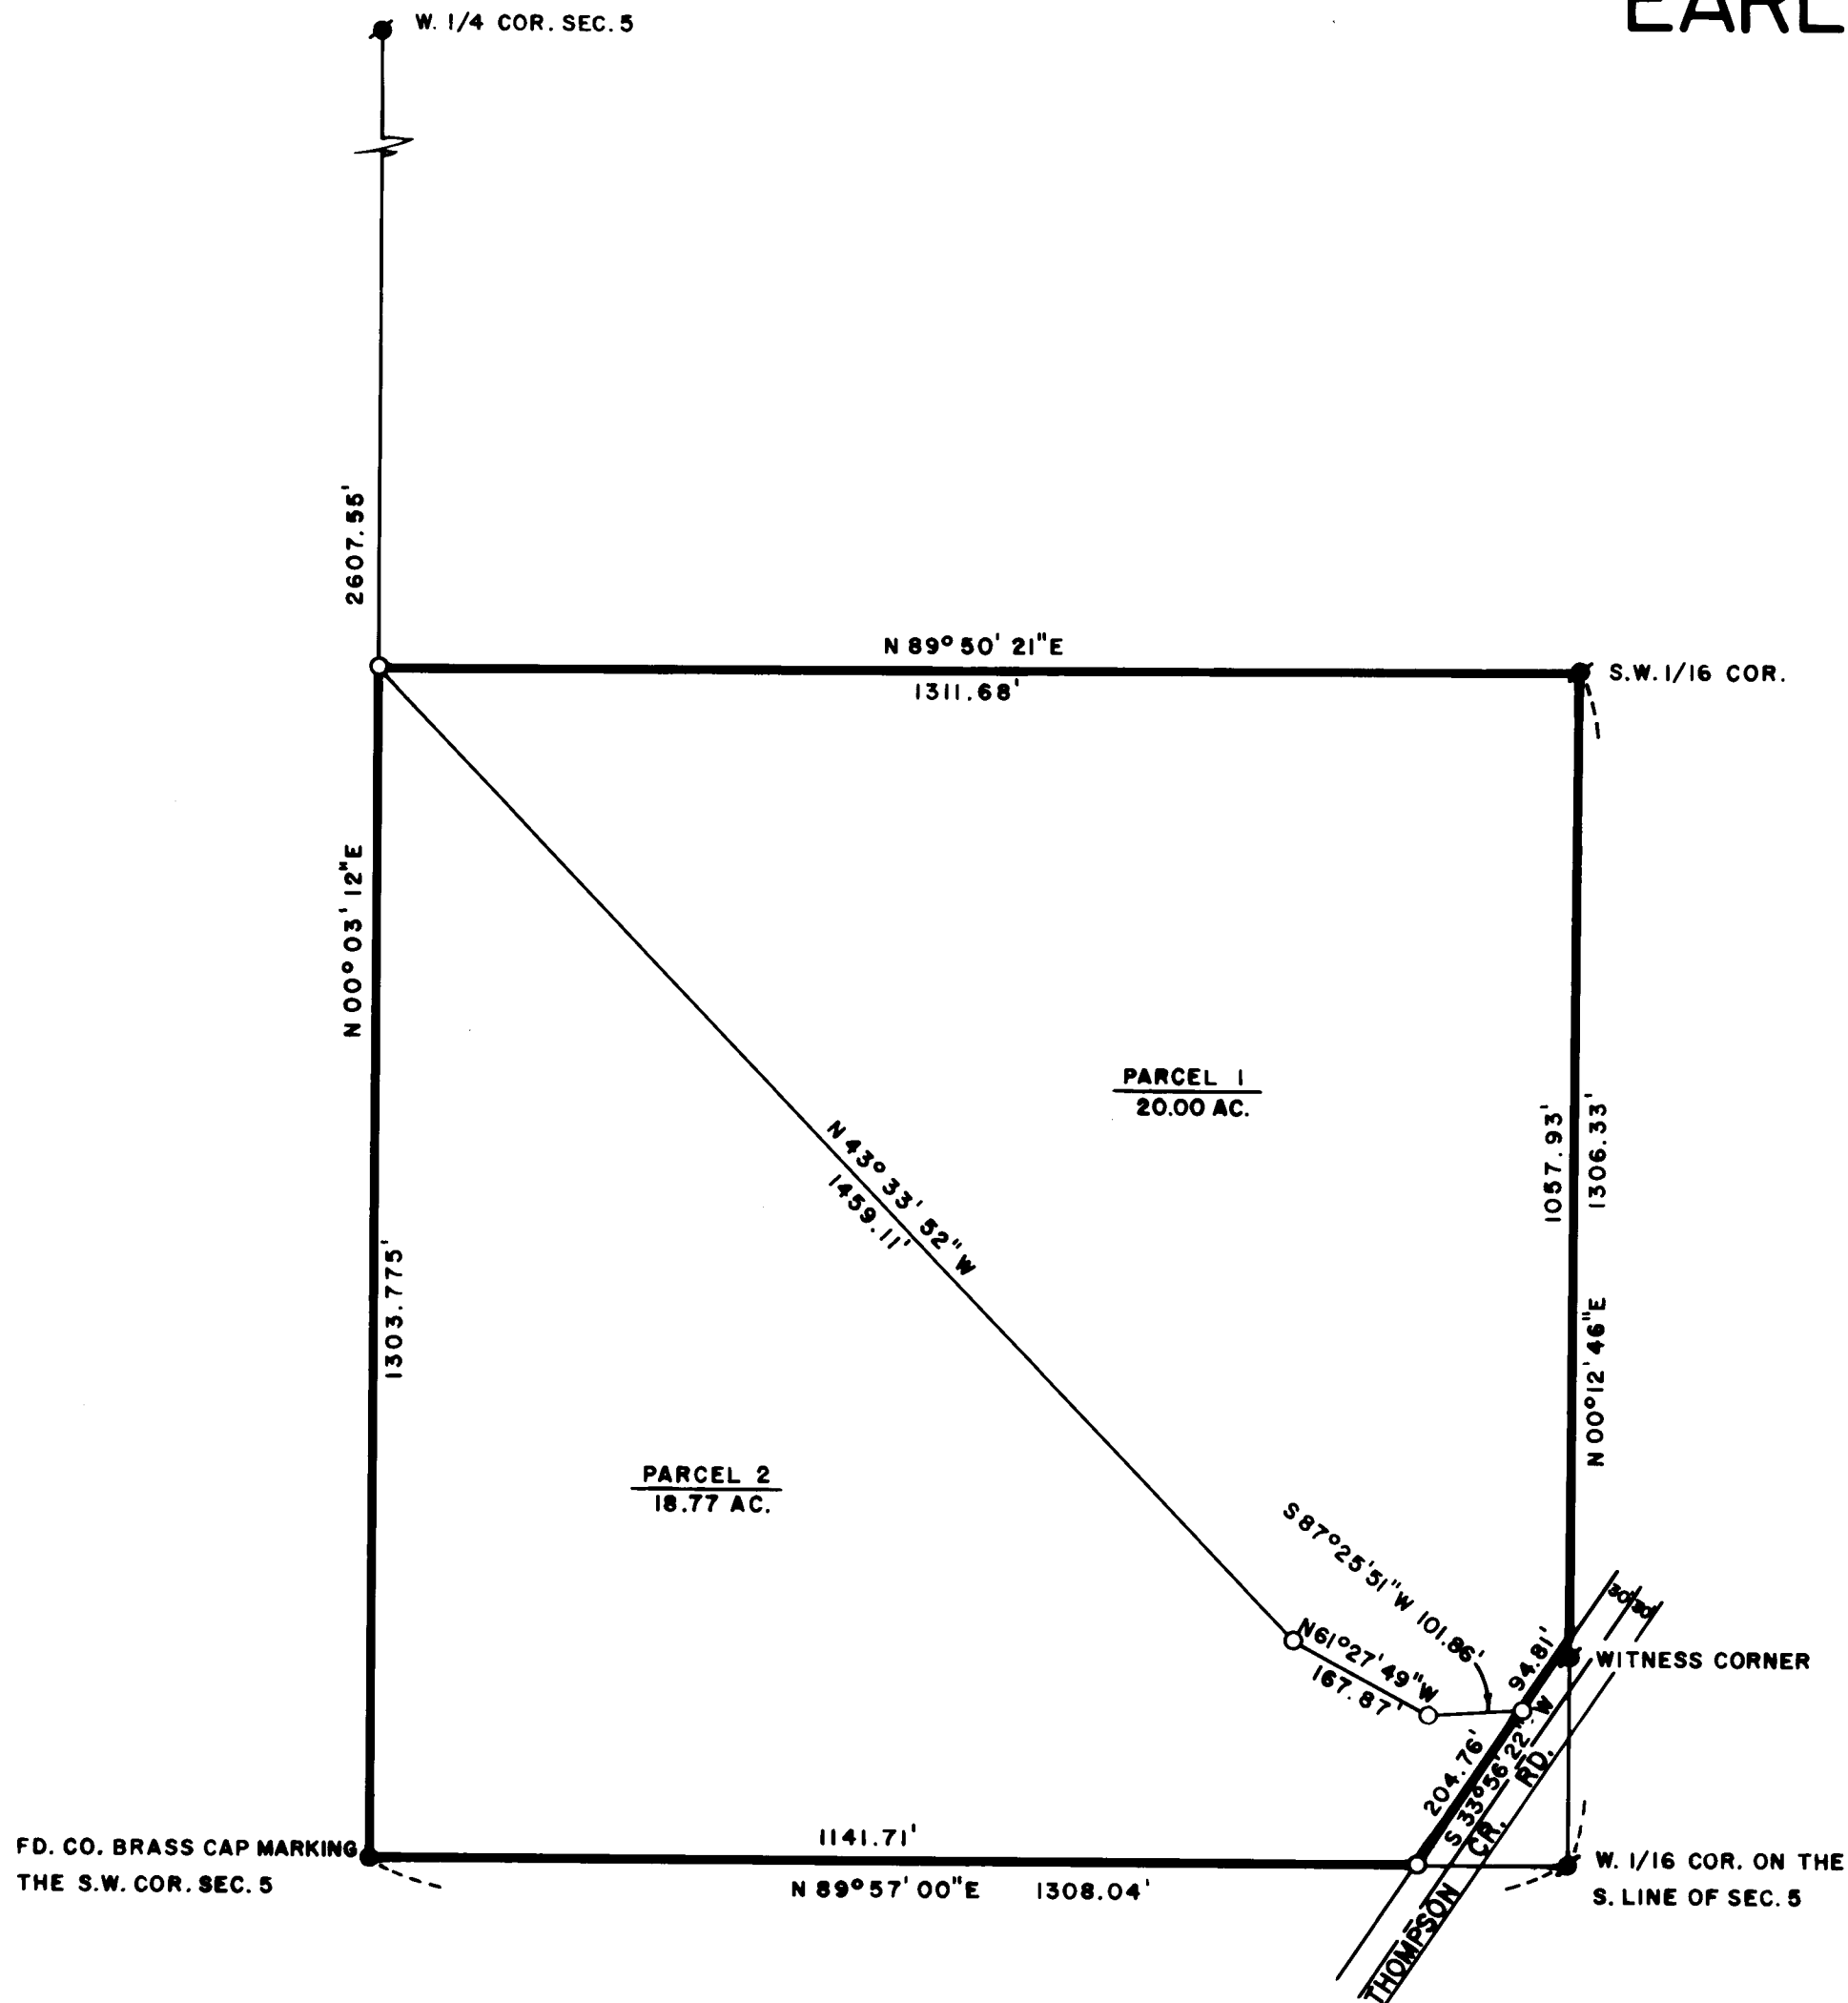 EARL
W. 1/4 COR. SEC. 5
2607.55'
N 89° 50' 21" E
1311.68'
S.W. 1/16 COR.
N 00° 03' 12" E
1303.775'
PARCEL 1
20.00 AC.
1057.93'
1306.33'
N 00° 12' 46" E
N 43° 33' 52" W
1459.11'
PARCEL 2
18.77 AC.
S 87° 25' 51" W 101.86'
N 61° 27' 49" W
167.87'
94.81'
30'
30'
WITNESS CORNER
204.76'
S 33° 56' 22" W
THOMPSON CR. RD.
FD. CO. BRASS CAP MARKING
THE S.W. COR. SEC. 5
1141.71'
N 89° 57' 00" E 1308.04'
W. 1/16 COR. ON THE
S. LINE OF SEC. 5